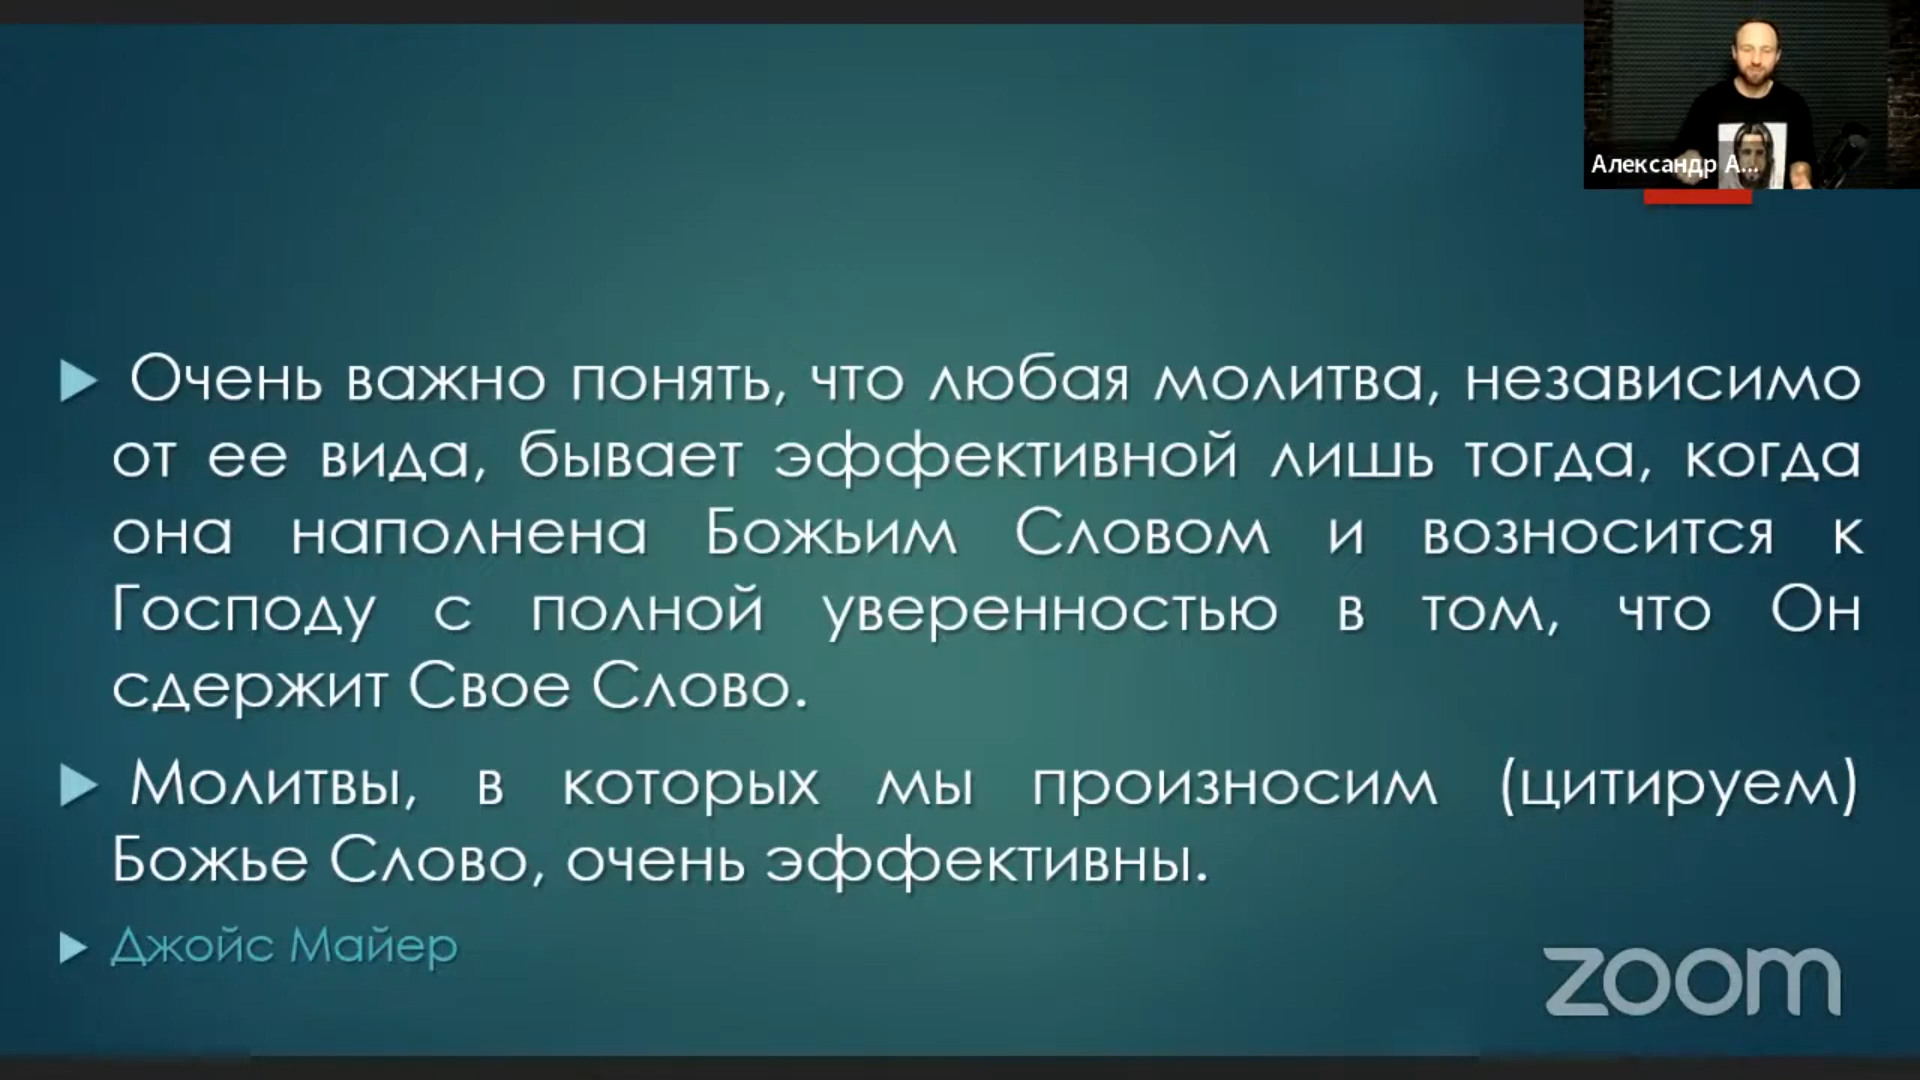 Александр А...
Очень важно понять, что любая молитва, независимо
от ее вида, бывает эффективной лишь тогда, когда
она наполнена Божьим Словом и возносится к
Господу с полной уверенностью в том, что Он
сдержит Свое Слово.
Молитвы, в которых мы произносим (цитируем)
Божье Слово, очень эффективны.
Джойс Майер
zoom